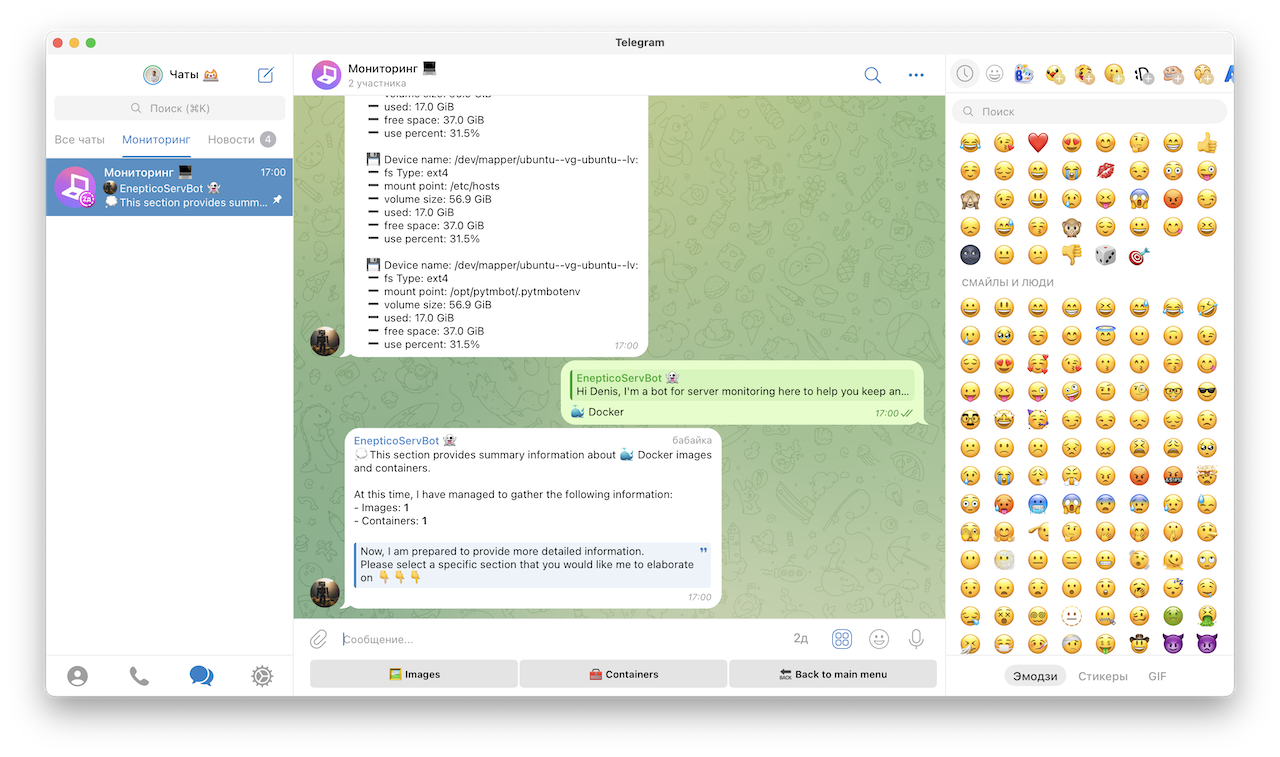 Telegram
Чаты
Поиск (⌘K)
Все чаты
Мониторинг
Новости 4
Мониторинг 17:00
EnepticoServBot
This section provides summ...
Мониторинг
2 участника
volume size: 56.9 GiB
used: 17.0 GiB
free space: 37.0 GiB
use percent: 31.5%
Device name: /dev/mapper/ubuntu--vg-ubuntu--lv:
fs Type: ext4
mount point: /etc/hosts
volume size: 56.9 GiB
used: 17.0 GiB
free space: 37.0 GiB
use percent: 31.5%
Device name: /dev/mapper/ubuntu--vg-ubuntu--lv:
fs Type: ext4
mount point: /opt/pytmbot/.pytmbotenv
volume size: 56.9 GiB
used: 17.0 GiB
free space: 37.0 GiB
use percent: 31.5%
17:00
EnepticoServBot
Hi Denis, I'm a bot for server monitoring here to help you keep an...
Docker 17:00
EnepticoServBot бабайка
This section provides summary information about Docker images
and containers.
At this time, I have managed to gather the following information:
- Images: 1
- Containers: 1
Now, I am prepared to provide more detailed information.
Please select a specific section that you would like me to elaborate
on
17:00
Сообщение...
2д
Images
Containers
Back to main menu
Поиск
СМАЙЛЫ И ЛЮДИ
Эмодзи
Стикеры
GIF